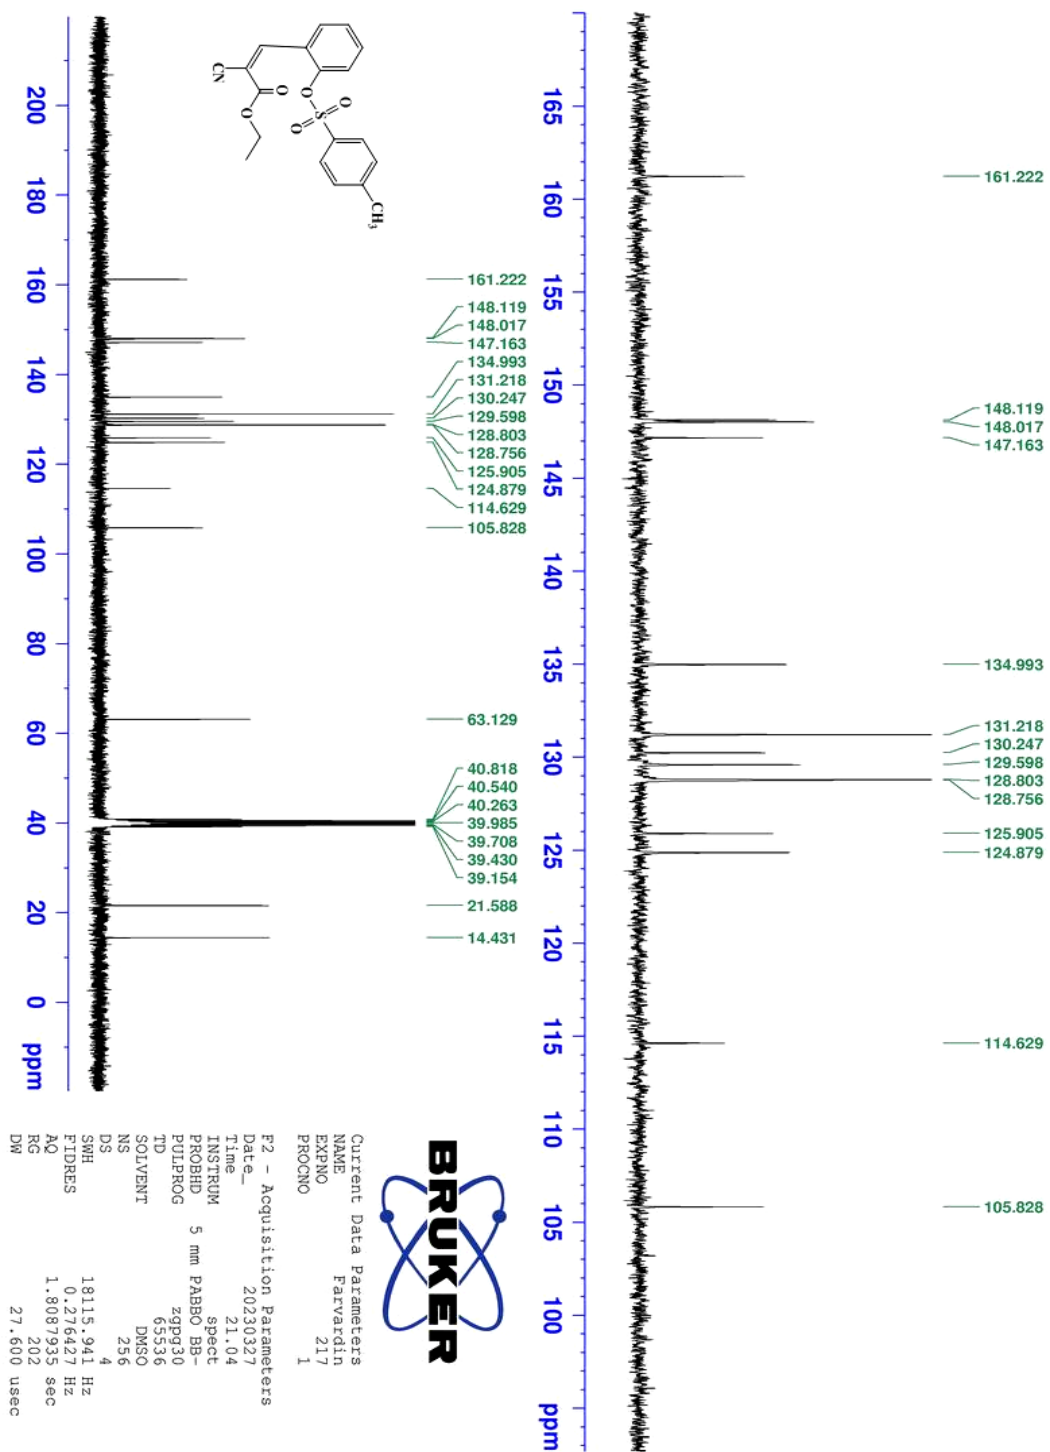 161.222
148.119
148.017
147.163
134.993
131.218
130.247
129.598
128.803
128.756
125.905
124.879
114.629
105.828
165 160 155 150 145 140 135 130 125 120 115 110 105 100 ppm
CN
O
O
O
S
O
O
CH3
161.222
148.119
148.017
147.163
134.993
131.218
130.247
129.598
128.803
128.756
125.905
124.879
114.629
105.828
63.129
40.818
40.540
40.263
39.985
39.708
39.430
39.154
21.588
14.431
200 180 160 140 120 100 80 60 40 20 0 ppm
BRUKER
Current Data Parameters
NAME Farvardin
EXPNO 217
PROCNO 1
F2 - Acquisition Parameters
Date_ 20230327
Time 21.04
INSTRUM spect
PROBHD 5 mm PABBO BB-
PULPROG zgpg30
TD 65536
SOLVENT DMSO
NS 256
DS 4
SWH 18115.941 Hz
FIDRES 0.276427 Hz
AQ 1.8087935 sec
RG 202
DW 27.600 usec